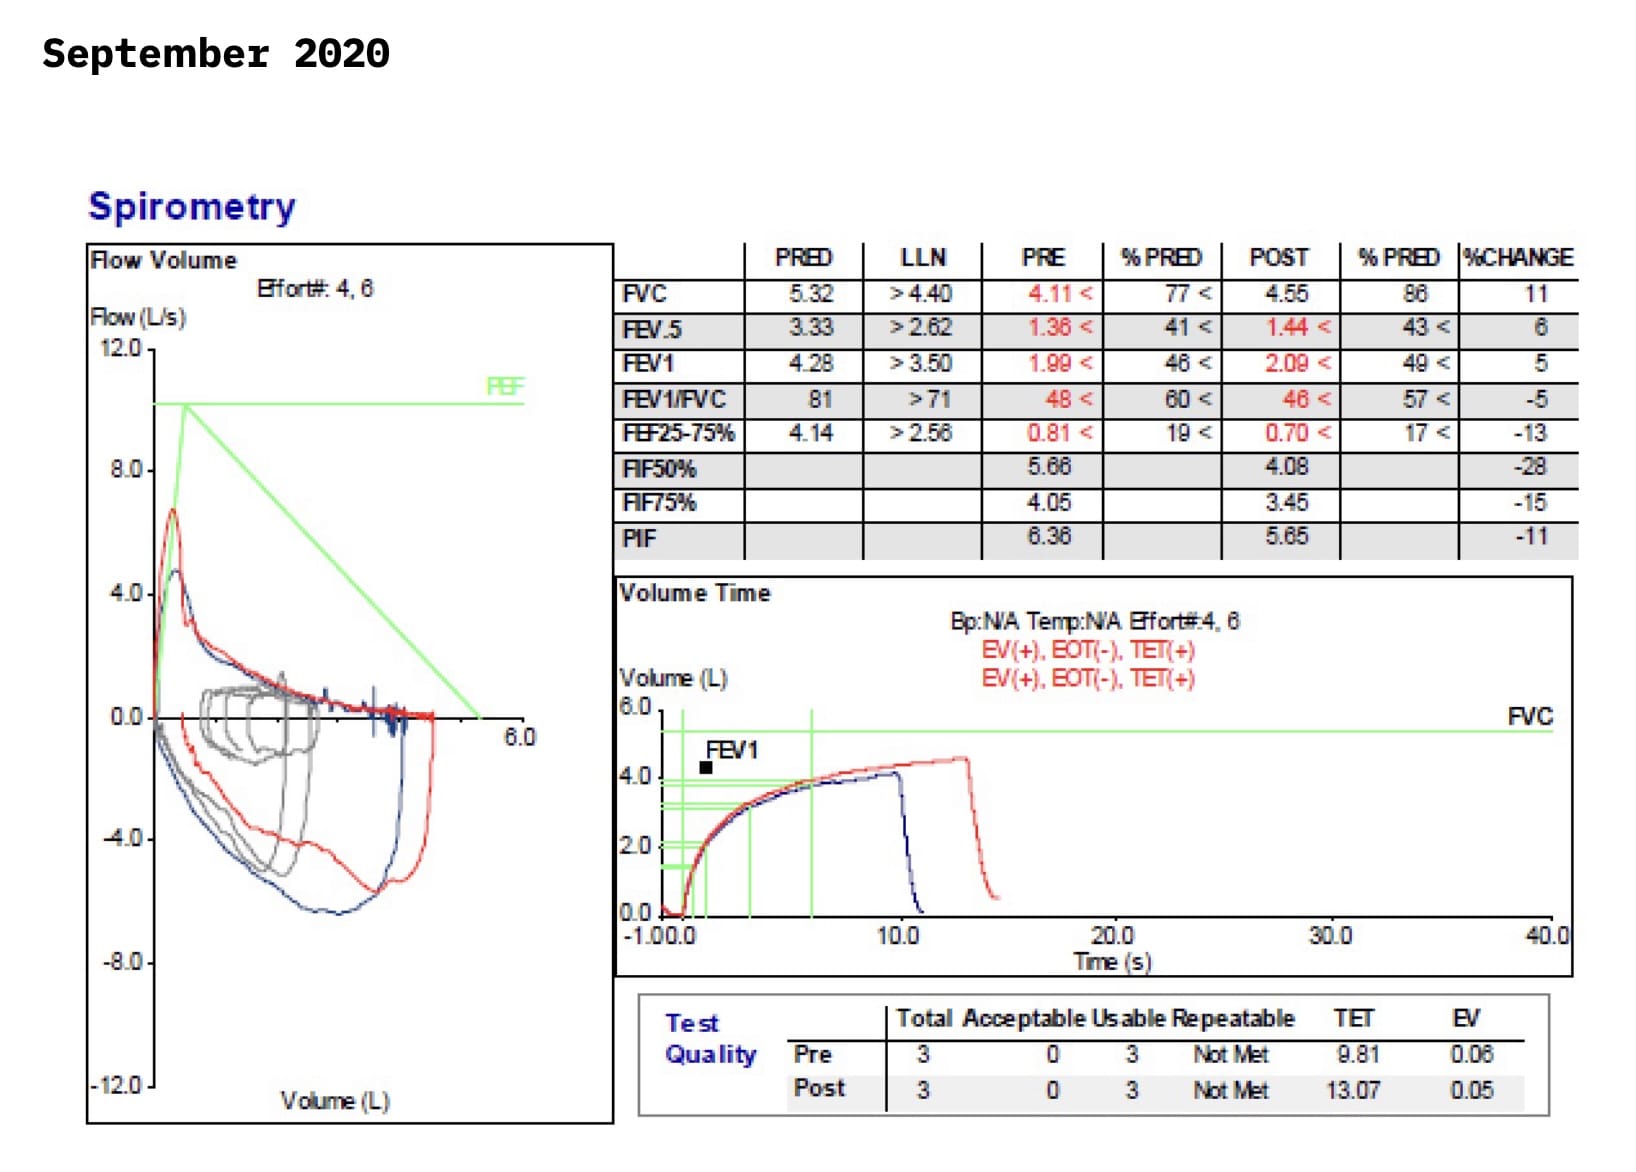 September 2020
Spirometry
Flow Volume
Effort#: 4, 6
Flow (L/s)
12.0
PEF
8.0
4.0
0.0
6.0
-4.0
-8.0
-12.0
Volume (L)
PRED LLN PRE % PRED POST % PRED %CHANGE
FVC 5.32 > 4.40 4.11 < 77 < 4.55 86 11
FEV.5 3.33 > 2.62 1.36 < 41 < 1.44 < 43 < 6
FEV1 4.28 > 3.50 1.99 < 46 < 2.09 < 49 < 5
FEV1/FVC 81 > 71 48 < 60 < 46 < 57 < -5
FEF25-75% 4.14 > 2.56 0.81 < 19 < 0.70 < 17 < -13
FIF50% 5.66 4.08 -28
FIF75% 4.05 3.45 -15
PIF 6.36 5.65 -11
Volume Time
Bp:N/A Temp:N/A Effort#:4, 6
EV(+), EOT(-), TET(+)
EV(+), EOT(-), TET(+)
Volume (L)
6.0
FVC
FEV1
4.0
2.0
0.0
-1.00.0 10.0 20.0 30.0 40.0
Time (s)
Test Quality
Total Acceptable Usable Repeatable TET EV
Pre 3 0 3 Not Met 9.81 0.06
Post 3 0 3 Not Met 13.07 0.05